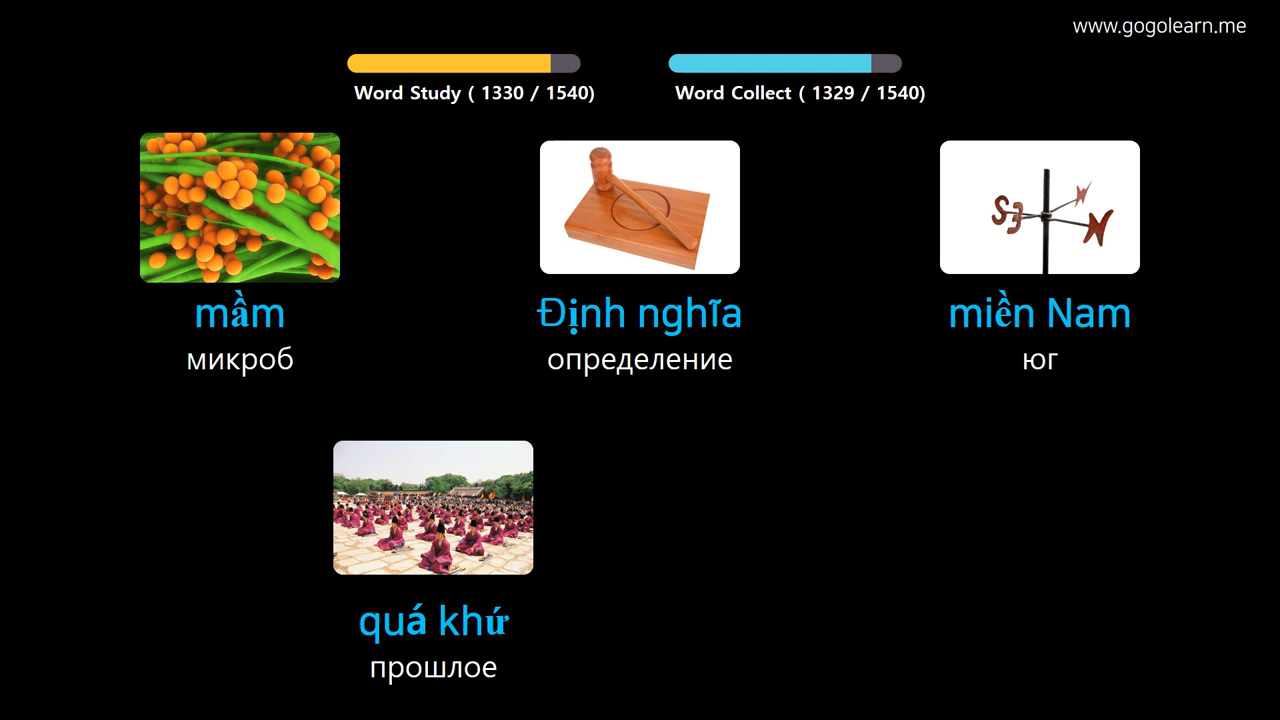 www.gogolearn.me
Word Study ( 1330 / 1540)
Word Collect ( 1329 / 1540)
mầm
микроб
Định nghĩa
определение
miền Nam
юг
quá khứ
прошлое